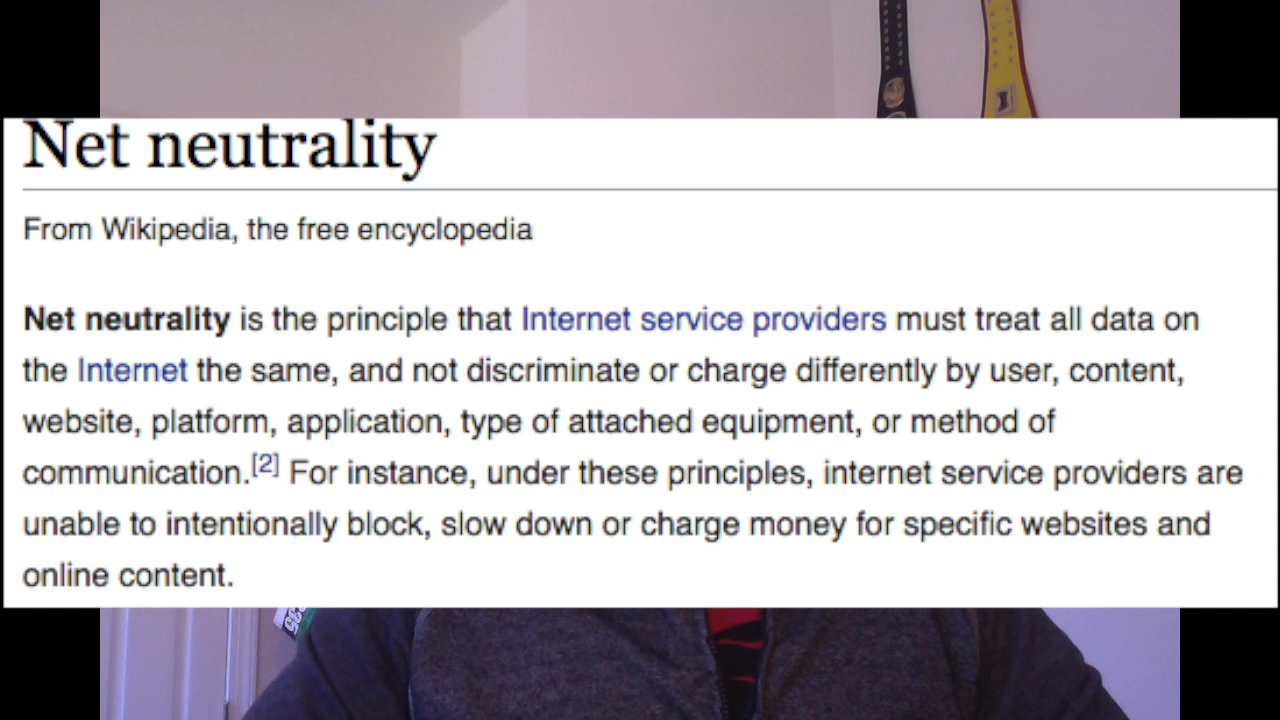 Net neutrality
From Wikipedia, the free encyclopedia
Net neutrality is the principle that Internet service providers must treat all data on
the Internet the same, and not discriminate or charge differently by user, content,
website, platform, application, type of attached equipment, or method of
communication.[2] For instance, under these principles, internet service providers are
unable to intentionally block, slow down or charge money for specific websites and
online content.